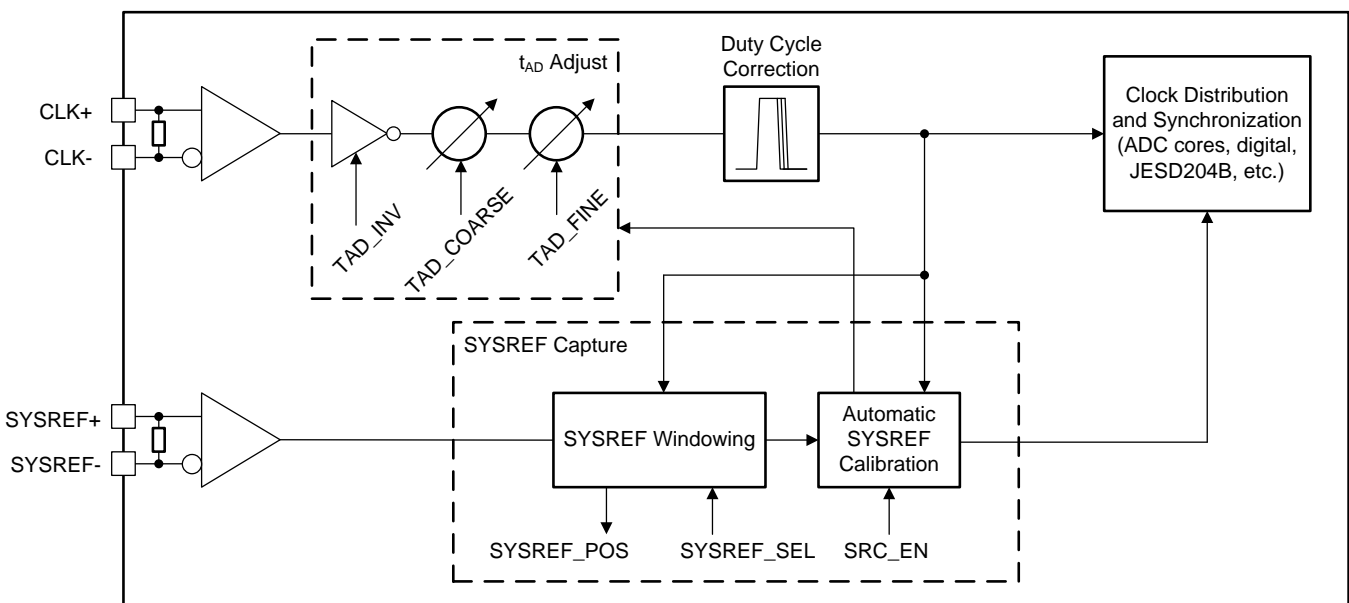 t_AD Adjust
Duty Cycle
Correction
CLK+
CLK-
TAD_INV
TAD_COARSE
TAD_FINE
Clock Distribution
and Synchronization
(ADC cores, digital,
JESD204B, etc.)
SYSREF Capture
SYSREF+
SYSREF-
SYSREF Windowing
Automatic
SYSREF
Calibration
SYSREF_POS
SYSREF_SEL
SRC_EN